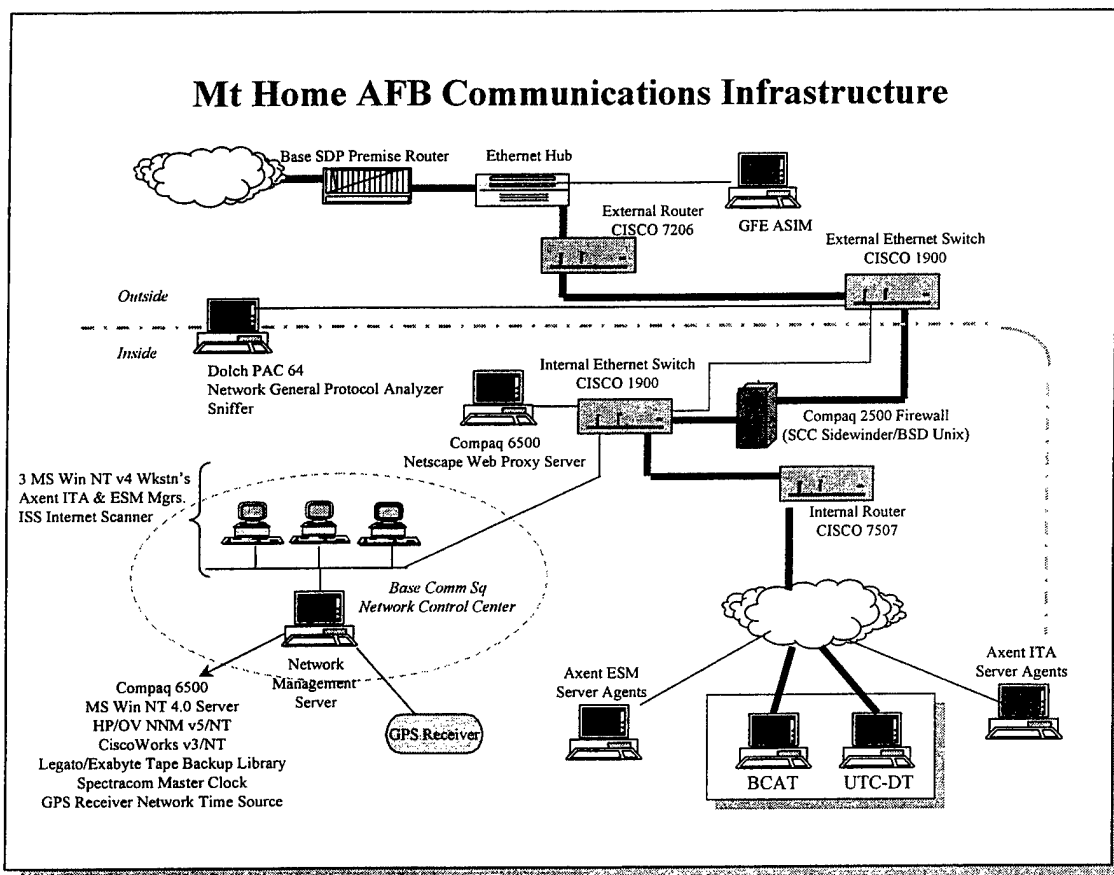 Mt Home AFB Communications Infrastructure
Base SDP Premise Router
Ethernet Hub
GFE ASIM
External Router
CISCO 7206
External Ethernet Switch
CISCO 1900
Outside
Inside
Dolch PAC 64
Network General Protocol Analyzer
Sniffer
Internal Ethernet Switch
CISCO 1900
Compaq 6500
Netscape Web Proxy Server
Compaq 2500 Firewall
(SCC Sidewinder/BSD Unix)
Internal Router
CISCO 7507
3 MS Win NT v4 Wkstn's
Axent ITA & ESM Mgrs.
ISS Internet Scanner
Base Comm Sq
Network Control Center
Network
Management
Server
Compaq 6500
MS Win NT 4.0 Server
HP/OV NNM v5/NT
CiscoWorks v3/NT
Legato/Exabyte Tape Backup Library
Spectracom Master Clock
GPS Receiver Network Time Source
GPS Receiver
Axent ESM
Server Agents
Axent ITA
Server Agents
BCAT
UTC-DT